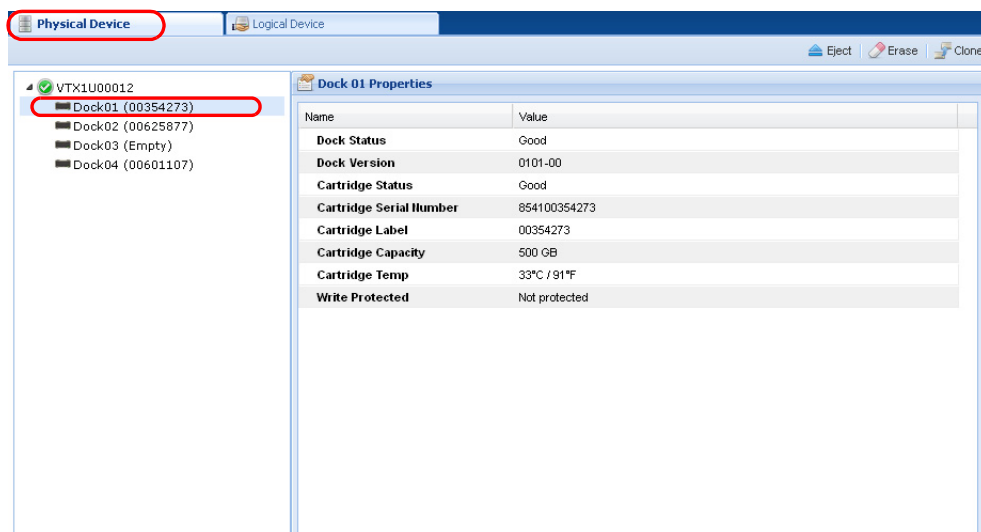 Physical Device
Logical Device
Eject
Erase
Clone
VTX1U00012
Dock01 (00354273)
Dock02 (00625877)
Dock03 (Empty)
Dock04 (00601107)
Dock 01 Properties
Name Value
Dock Status Good
Dock Version 0101-00
Cartridge Status Good
Cartridge Serial Number 854100354273
Cartridge Label 00354273
Cartridge Capacity 500 GB
Cartridge Temp 33°C / 91°F
Write Protected Not protected